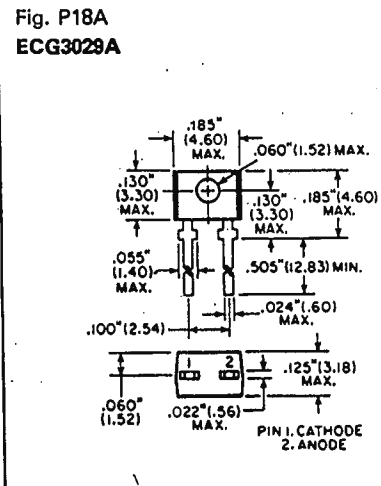 Fig. P18A
ECG3029A
.185"
(4.60)
MAX.
.060"(1.52) MAX.
.130"
(3.30)
MAX.
.130"
(3.30)
MAX.
.185"(4.60)
MAX.
.055"
(1.40)
MAX.
.505"(12.83) MIN.
.024"(.60)
MAX.
.100"(2.54)
1 2
.125"(3.18)
MAX.
.060"
(1.52)
.022"(.56)
MAX.
PIN 1. CATHODE
2. ANODE